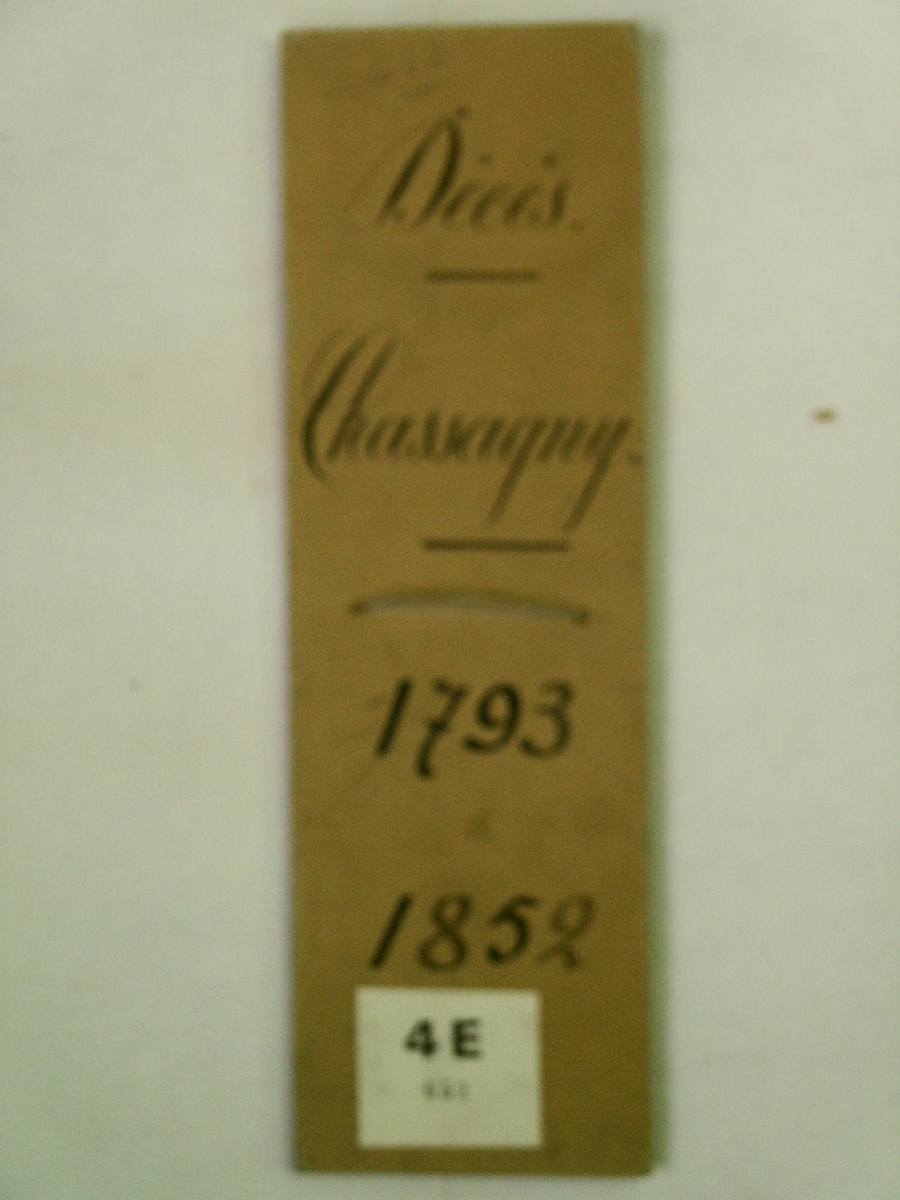 Décès.
Chassagny.
1793
à
1852
4E